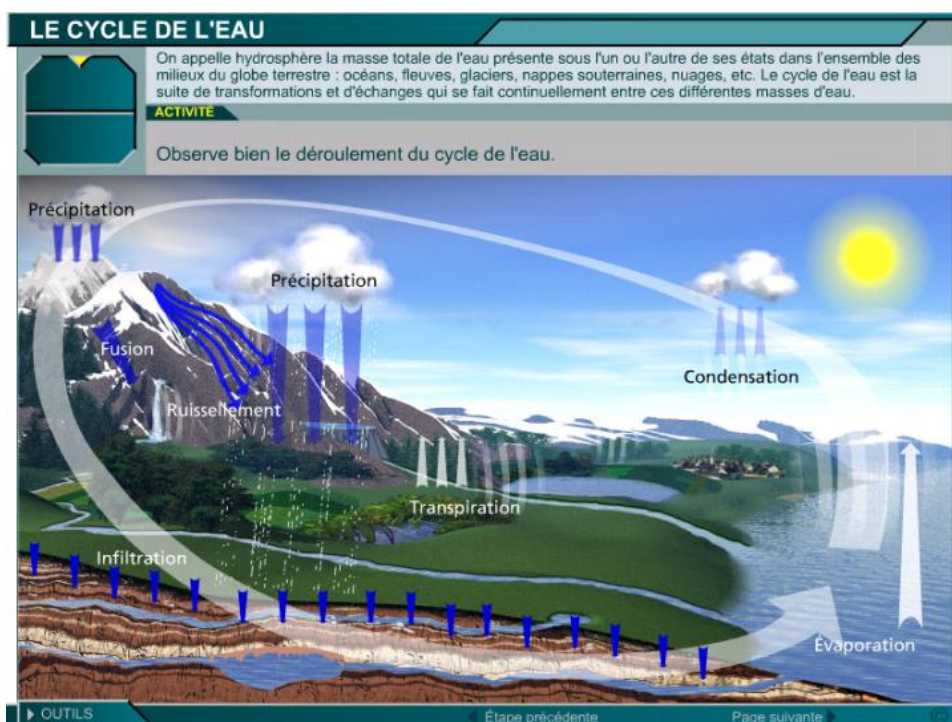 LE CYCLE DE L'EAU
On appelle hydrosphère la masse totale de l'eau présente sous l'un ou l'autre de ses états dans l'ensemble des
milieux du globe terrestre : océans, fleuves, glaciers, nappes souterraines, nuages, etc. Le cycle de l'eau est la
suite de transformations et d'échanges qui se fait continuellement entre ces différentes masses d'eau.
ACTIVITÉ
Observe bien le déroulement du cycle de l'eau.
Précipitation
Précipitation
Fusion
Condensation
Ruissellement
Transpiration
Infiltration
Évaporation
OUTILS
Étape précédente
Page suivante